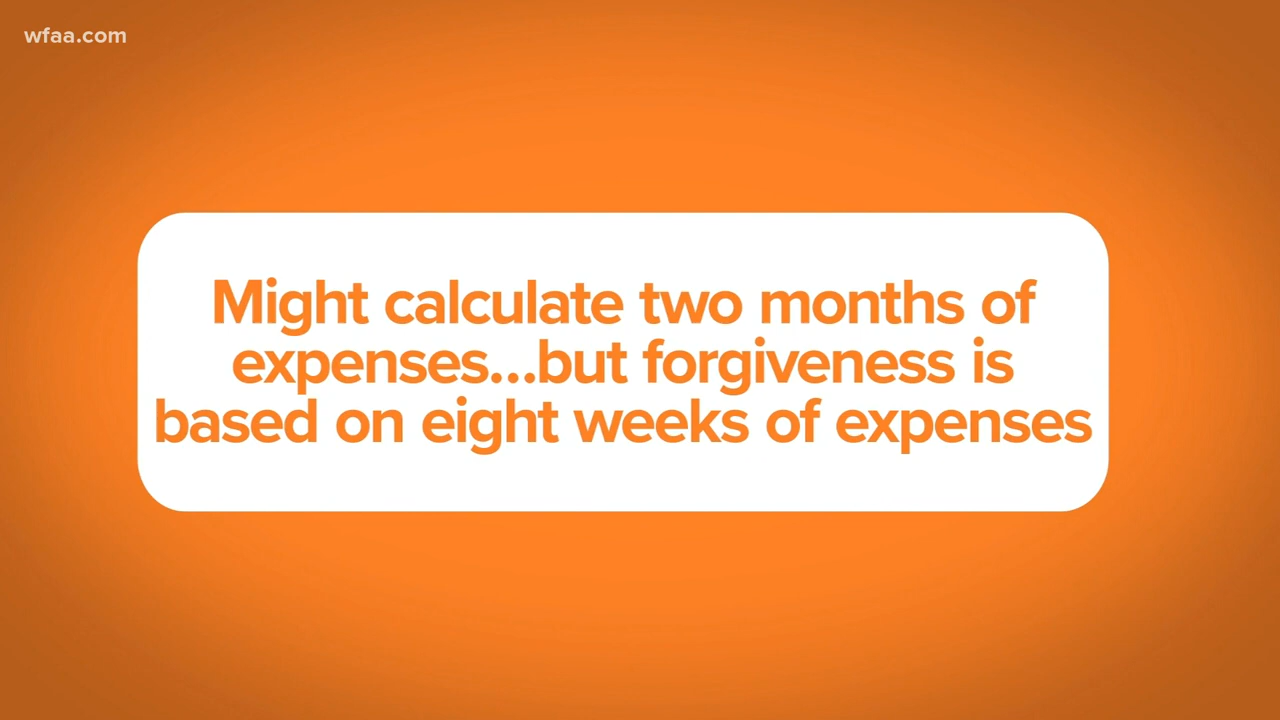 wfaa.com
Might calculate two months of
expenses...but forgiveness is
based on eight weeks of expenses